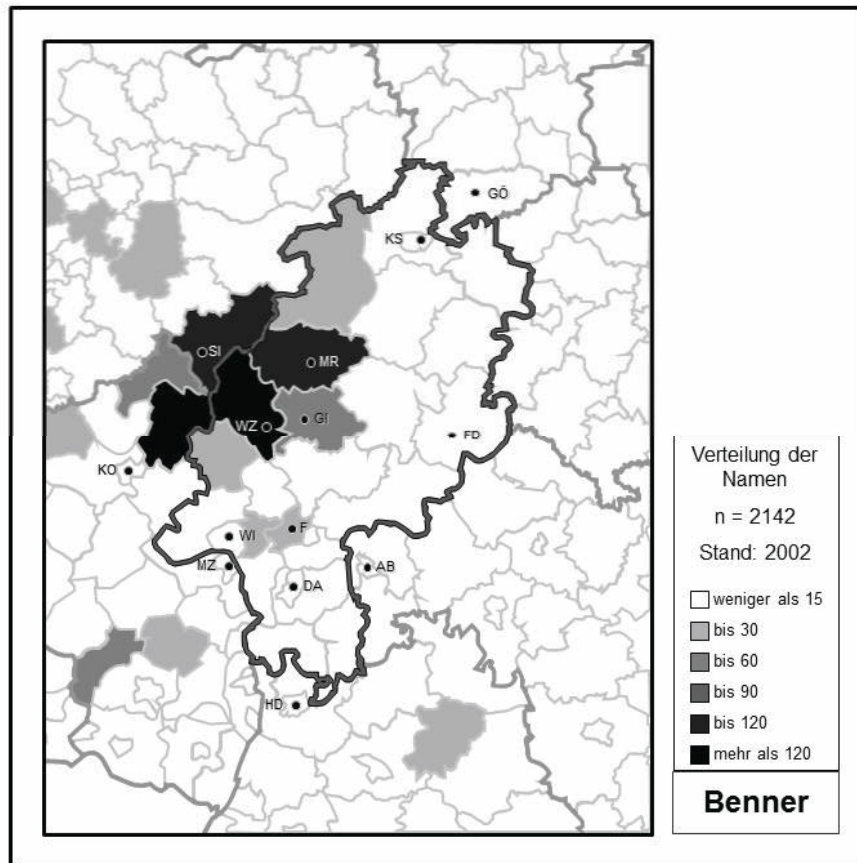 GÖ
KS
SI
MR
WZ
GI
FD
KO
WI
F
MZ
AB
DA
HD
Verteilung der
Namen
n = 2142
Stand: 2002
weniger als 15
bis 30
bis 60
bis 90
bis 120
mehr als 120
Benner